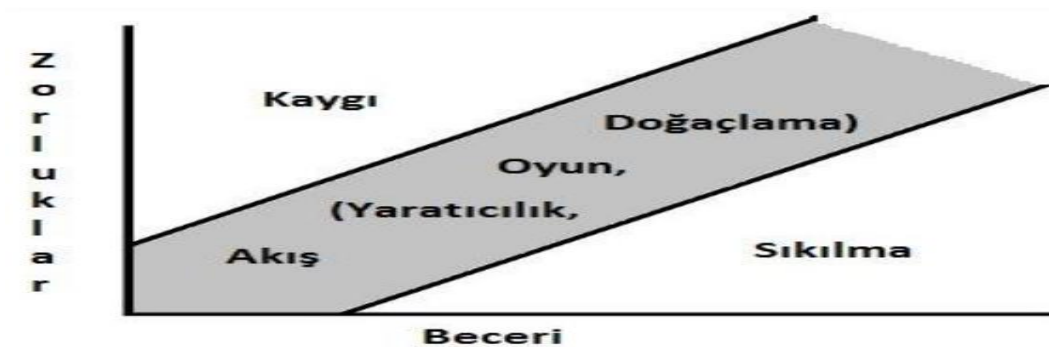 Zorluklar
Kaygı
Doğaçlama)
Oyun,
(Yaratıcılık,
Akış
Sıkılma
Beceri